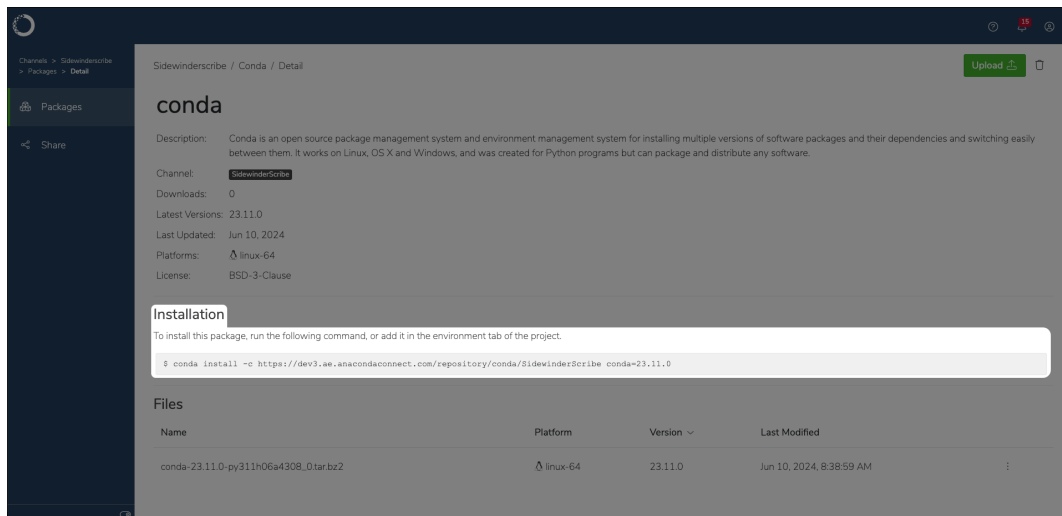 15
Channels > Sidewinderscribe
> Packages > Detail
Sidewinderscribe / Conda / Detail
Upload
Packages
Share
conda
Description: Conda is an open source package management system and environment management system for installing multiple versions of software packages and their dependencies and switching easily
between them. It works on Linux, OS X and Windows, and was created for Python programs but can package and distribute any software.
Channel: SidewinderScribe
Downloads: 0
Latest Versions: 23.11.0
Last Updated: Jun 10, 2024
Platforms: linux-64
License: BSD-3-Clause
Installation
To install this package, run the following command, or add it in the environment tab of the project.
$ conda install -c https://dev3.ae.anacondaconnect.com/repository/conda/SidewinderScribe conda=23.11.0
Files
Name Platform Version Last Modified
conda-23.11.0-py311h06a4308_0.tar.bz2 linux-64 23.11.0 Jun 10, 2024, 8:38:59 AM